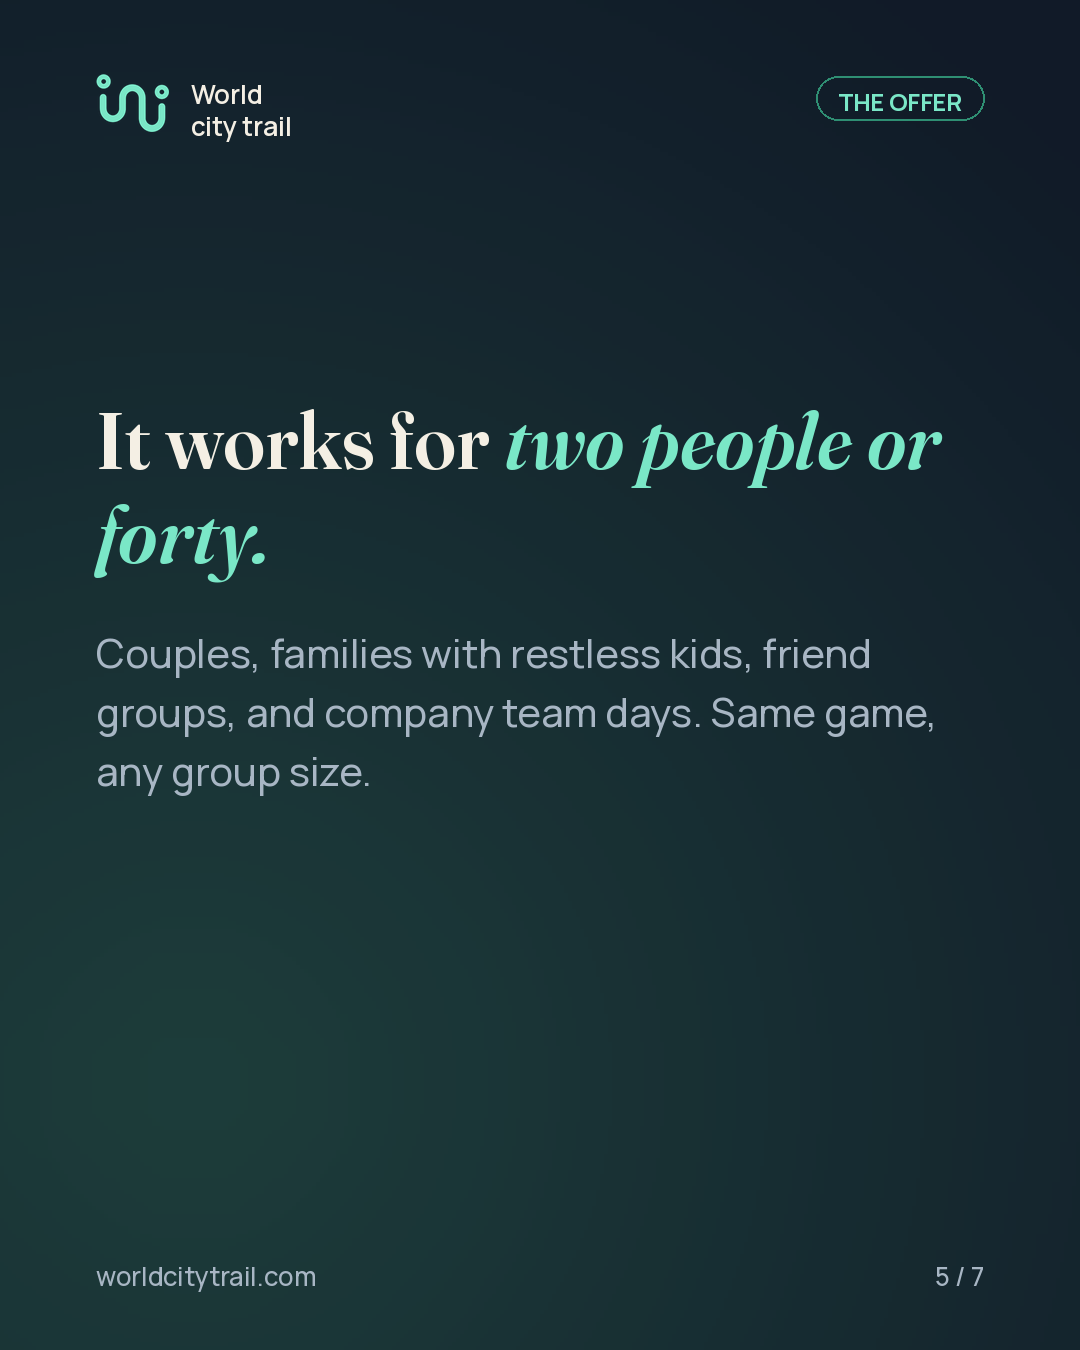 World
city trail
THE OFFER
It works for two people or
forty.
Couples, families with restless kids, friend
groups, and company team days. Same game,
any group size.
worldcitytrail.com
5 / 7